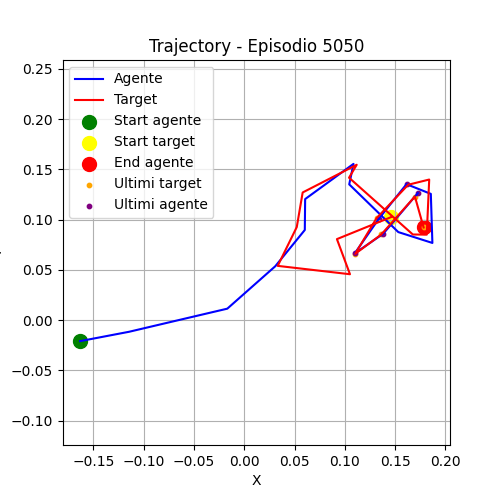 Trajectory - Episodio 5050
Agente
Target
Start agente
Start target
End agente
Ultimi target
Ultimi agente
0.25
0.20
0.15
0.10
0.05
0.00
−0.05
−0.10
−0.15 −0.10 −0.05 0.00 0.05 0.10 0.15 0.20
X